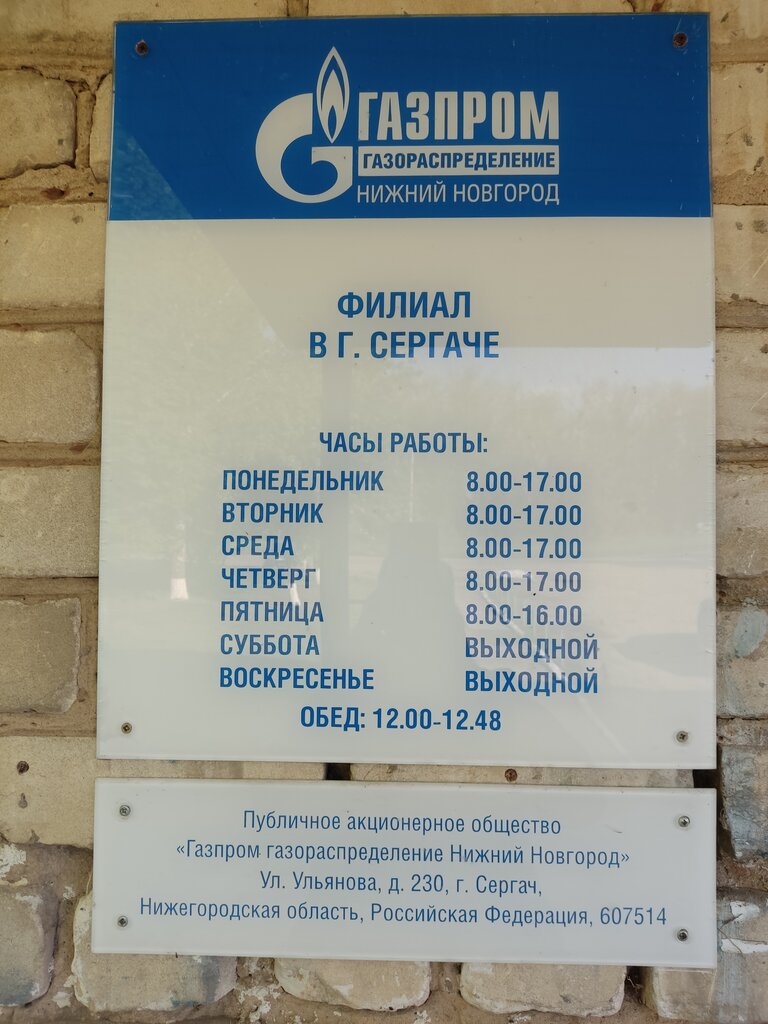 ГАЗПРОМ
ГАЗОРАСПРЕДЕЛЕНИЕ
НИЖНИЙ НОВГОРОД
ФИЛИАЛ
В Г. СЕРГАЧЕ
ЧАСЫ РАБОТЫ:
ПОНЕДЕЛЬНИК 8.00-17.00
ВТОРНИК 8.00-17.00
СРЕДА 8.00-17.00
ЧЕТВЕРГ 8.00-17.00
ПЯТНИЦА 8.00-16.00
СУББОТА ВЫХОДНОЙ
ВОСКРЕСЕНЬЕ ВЫХОДНОЙ
ОБЕД: 12.00-12.48
Публичное акционерное общество
«Газпром газораспределение Нижний Новгород»
Ул. Ульянова, д. 230, г. Сергач,
Нижегородская область, Российская Федерация, 607514